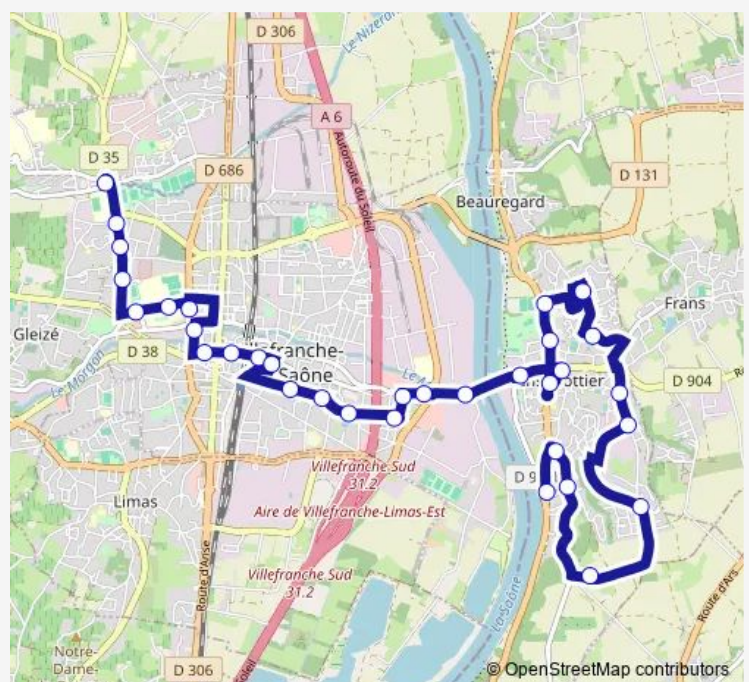 D 306
Le Nizeran
A 6
D 35
Autoroute du Soleil
D 686
D 131
Beauregard
Frans
Gleizé
D 38
Le Morgon
Saône
D 904
Villefranche Sud
31.2
Limas
Aire de Villefranche-Limas-Est
Route d'Anse
Villefranche Sud
31.2
La Saône
Route d'Ars
Notre-
Dame-
D 306
© OpenStreetMap contributors